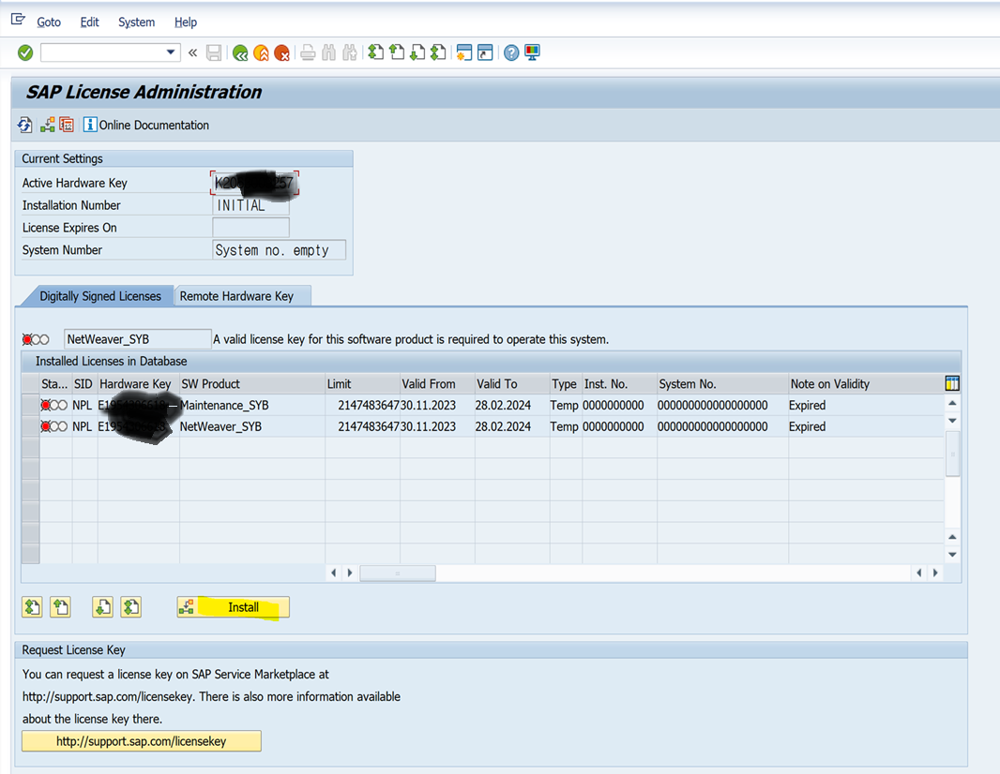 Goto Edit System Help
SAP License Administration
Online Documentation
Current Settings
Active Hardware Key
Installation Number INITIAL
License Expires On
System Number System no. empty
Digitally Signed Licenses Remote Hardware Key
NetWeaver_SYB A valid license key for this software product is required to operate this system.
Installed Licenses in Database
Sta... SID Hardware Key SW Product Limit Valid From Valid To Type Inst. No. System No. Note on Validity
NPL Maintenance_SYB 214748364730.11.2023 28.02.2024 Temp 0000000000 000000000000000000 Expired
NPL NetWeaver_SYB 214748364730.11.2023 28.02.2024 Temp 0000000000 000000000000000000 Expired
Install
Request License Key
You can request a license key on SAP Service Marketplace at
http://support.sap.com/licensekey. There is also more information available
about the license key there.
http://support.sap.com/licensekey